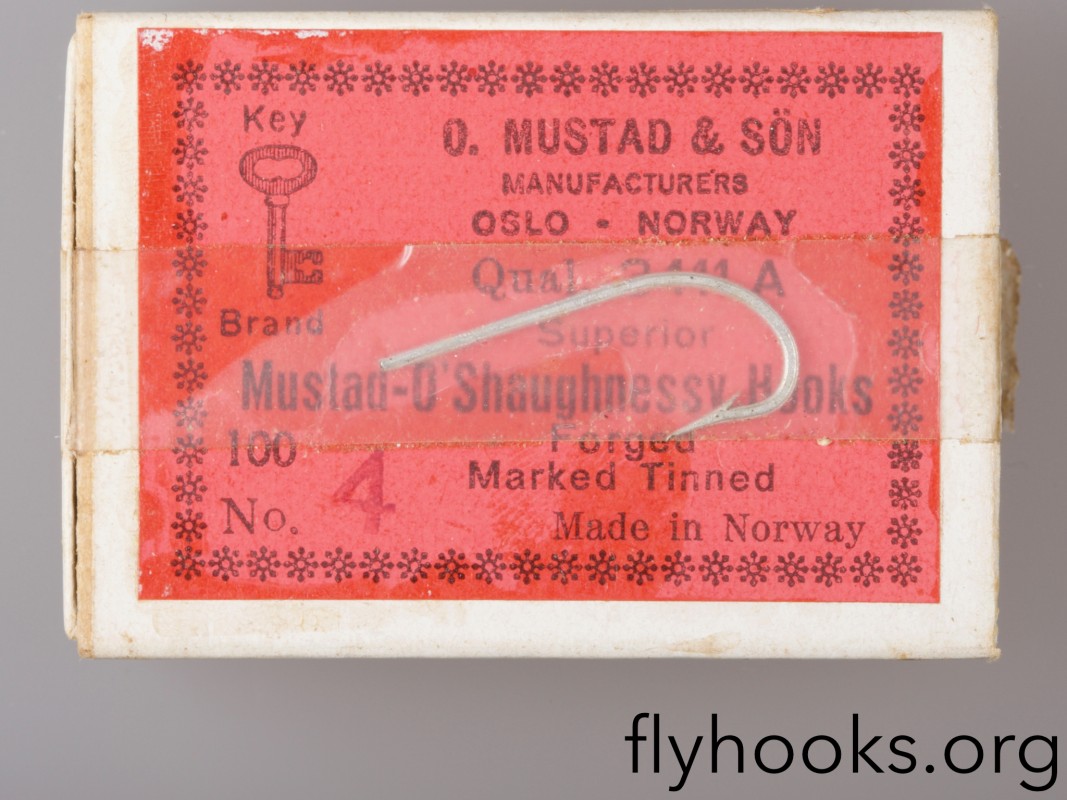 Key
Brand
O. MUSTAD & SÖN
MANUFACTURERS
OSLO • NORWAY
Qual. A
Superior
Mustad-O'Shaughnessy Hooks
Forged
Marked Tinned
100
No. 4
Made in Norway
flyhooks.org